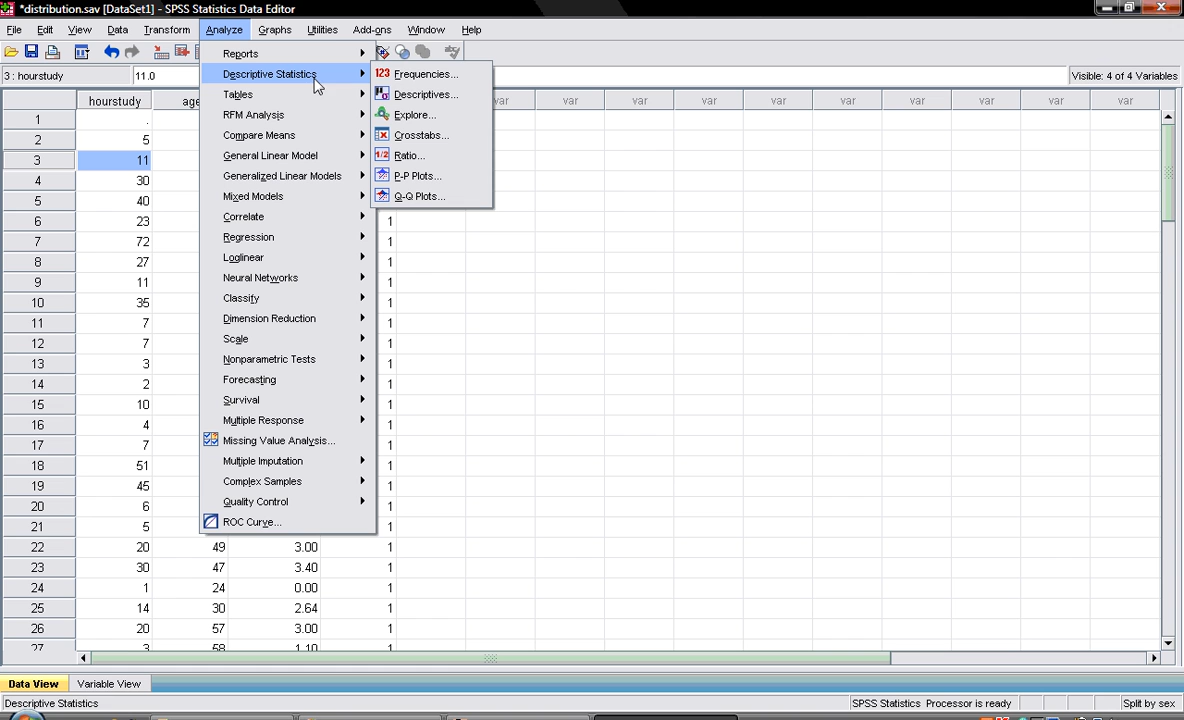 *distribution.sav [DataSet1] - SPSS Statistics Data Editor
File Edit View Data Transform Analyze Graphs Utilities Add-ons Window Help
3 : hourstudy 11.0 Visible: 4 of 4 Variables
Reports
Descriptive Statistics
Tables
RFM Analysis
Compare Means
General Linear Model
Generalized Linear Models
Mixed Models
Correlate
Regression
Loglinear
Neural Networks
Classify
Dimension Reduction
Scale
Nonparametric Tests
Forecasting
Survival
Multiple Response
Missing Value Analysis...
Multiple Imputation
Complex Samples
Quality Control
ROC Curve...
123 Frequencies...
Descriptives...
Explore...
Crosstabs...
1/2 Ratio...
P-P Plots...
Q-Q Plots...
hourstudy age var var var var var var var var var
1 .
2 5
3 11
4 30
5 40
6 23 1
7 72 1
8 27 1
9 11 1
10 35 1
11 7 1
12 7 1
13 3 1
14 2 1
15 10 1
16 4 1
17 7 1
18 51 1
19 45 1
20 6 1
21 5 1
22 20 49 3.00 1
23 30 47 3.40 1
24 1 24 0.00 1
25 14 30 2.64 1
26 20 57 3.00 1
27 3 58 1.10 1
Data View Variable View
Descriptive Statistics SPSS Statistics Processor is ready Split by sex